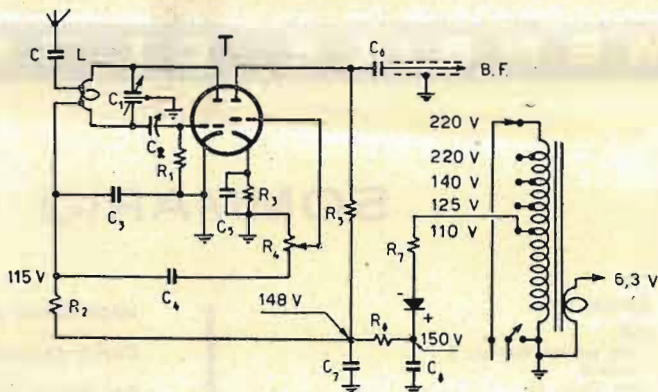 T
C
L
C₁
C₂
R₁
C₃
C₅
R₃
R₄
C₄
115 V
R₂
C₆
B.F.
R₅
148 V
R₆
150 V
C₇
C₈
R₇
-
+
220 V
220 V
140 V
125 V
110 V
6,3 V